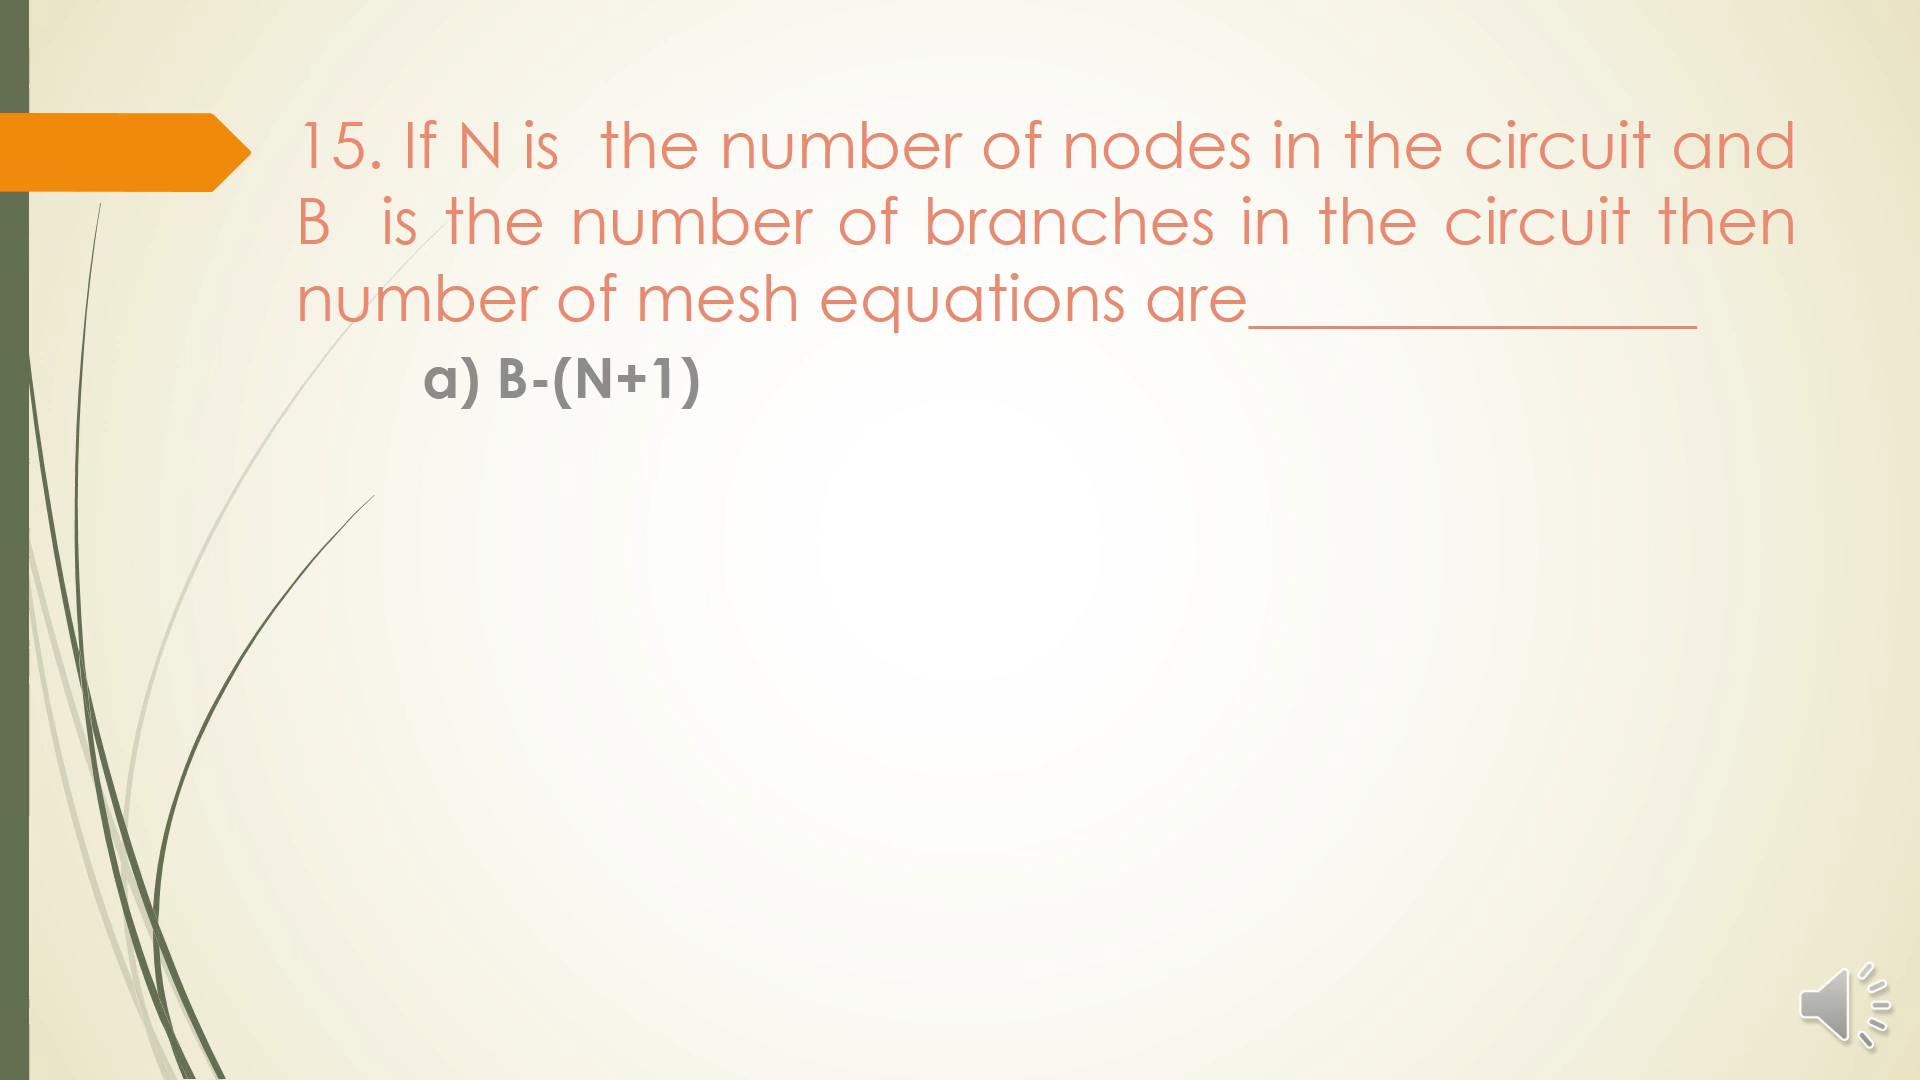 15. If N is  the number of nodes in the circuit and
B  is the number of branches in the circuit then
number of mesh equations are______________
a) B-(N+1)